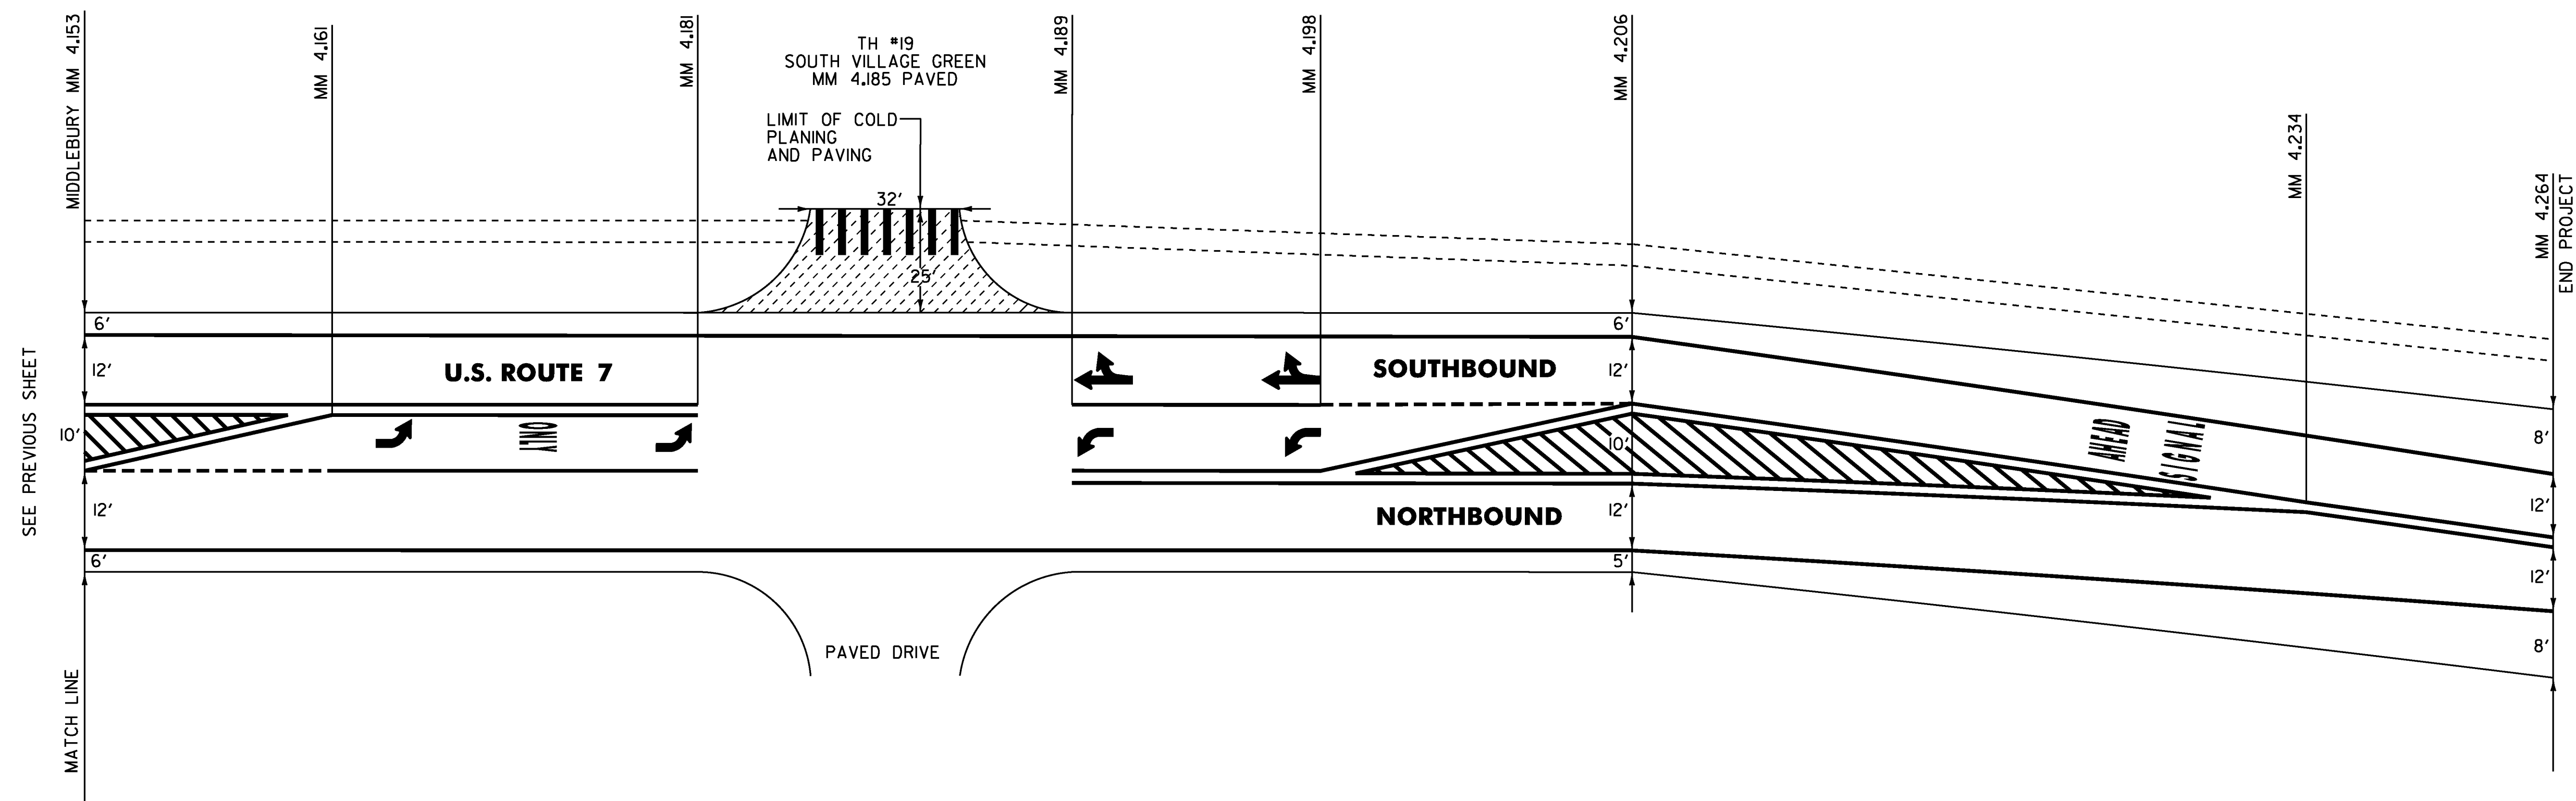 MIDDLEBURY MM 4.153
MM 4.161
MM 4.181
TH #19
SOUTH VILLAGE GREEN
MM 4.185 PAVED
MM 4.189
MM 4.198
MM 4.206
MM 4.234
MM 4.264
END PROJECT
LIMIT OF COLD
PLANING
AND PAVING
32'
25'
6'
12'
10'
12'
6'
SEE PREVIOUS SHEET
MATCH LINE
U.S. ROUTE 7
ONLY
SOUTHBOUND
NORTHBOUND
6'
12'
10'
12'
5'
AHEAD
SIGNAL
8'
12'
12'
8'
PAVED DRIVE